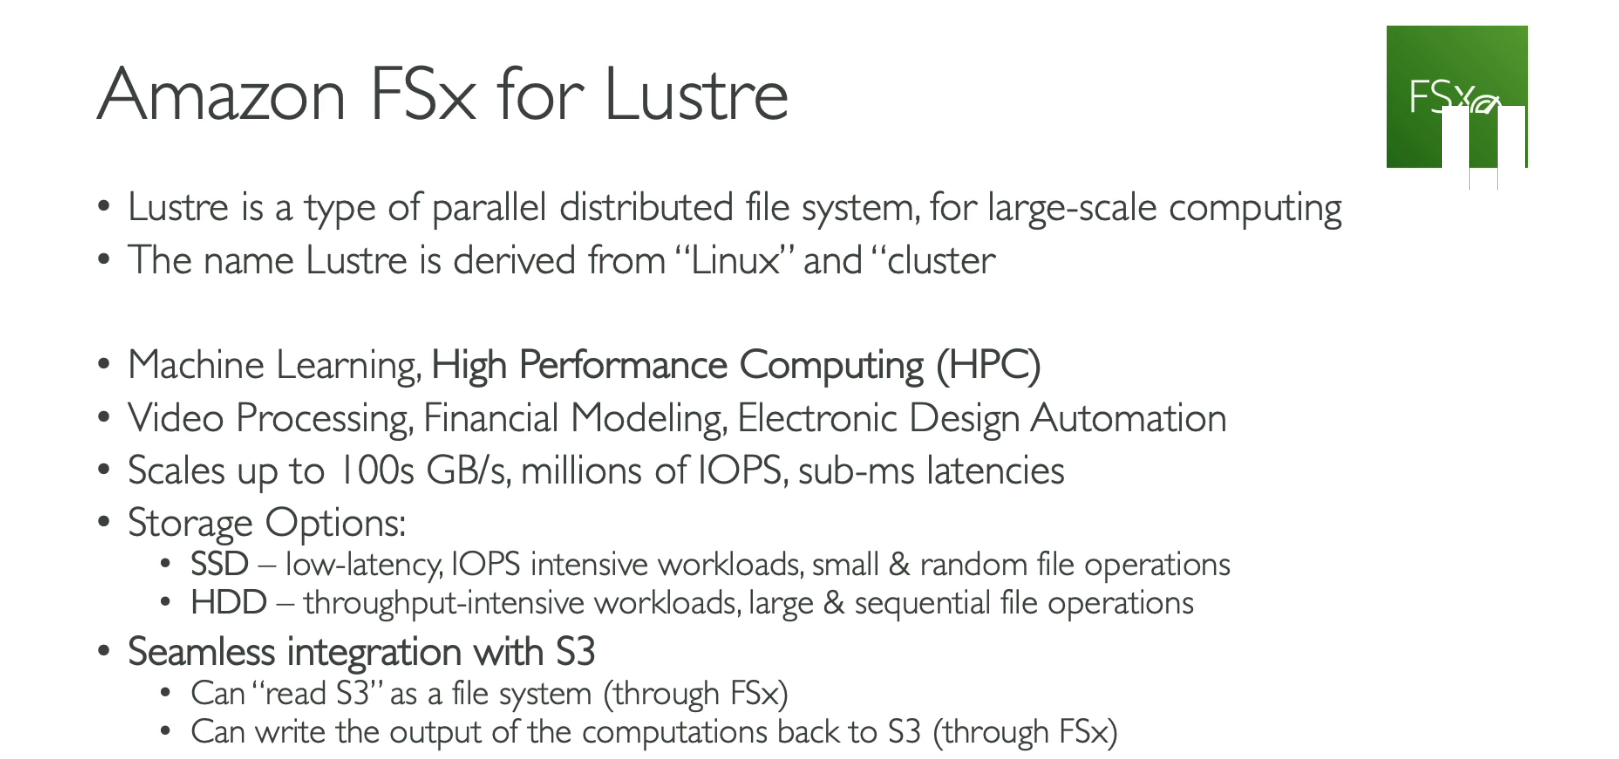 Amazon FSx for Lustre
FSx
• Lustre is a type of parallel distributed file system, for large-scale computing
• The name Lustre is derived from “Linux” and “cluster
• Machine Learning, High Performance Computing (HPC)
• Video Processing, Financial Modeling, Electronic Design Automation
• Scales up to 100s GB/s, millions of IOPS, sub-ms latencies
• Storage Options:
• SSD – low-latency, IOPS intensive workloads, small & random file operations
• HDD – throughput-intensive workloads, large & sequential file operations
• Seamless integration with S3
• Can “read S3” as a file system (through FSx)
• Can write the output of the computations back to S3 (through FSx)